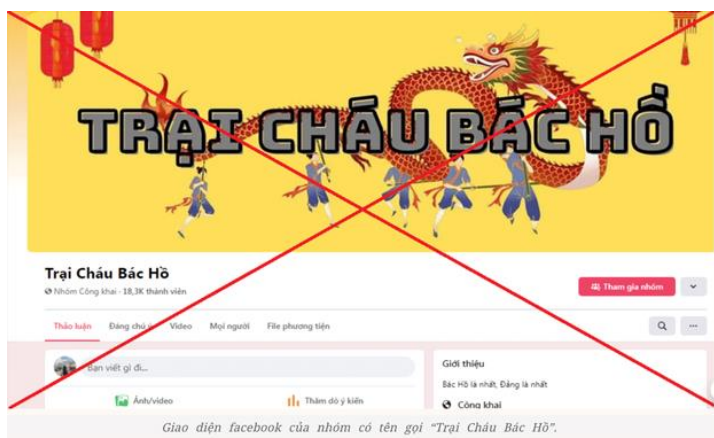 TRẠI CHÁU BÁC HỒ
Trại Cháu Bác Hồ
Nhóm Công khai · 18,3K thành viên
Tham gia nhóm
Thảo luận Đáng chú ý Video Mọi người File phương tiện
Bạn viết gì đi...
Ảnh/video Thăm dò ý kiến
Giới thiệu
Bác Hồ là nhất, Đảng là nhất
Công khai
Giao diện facebook của nhóm có tên gọi “Trại Cháu Bác Hồ”.